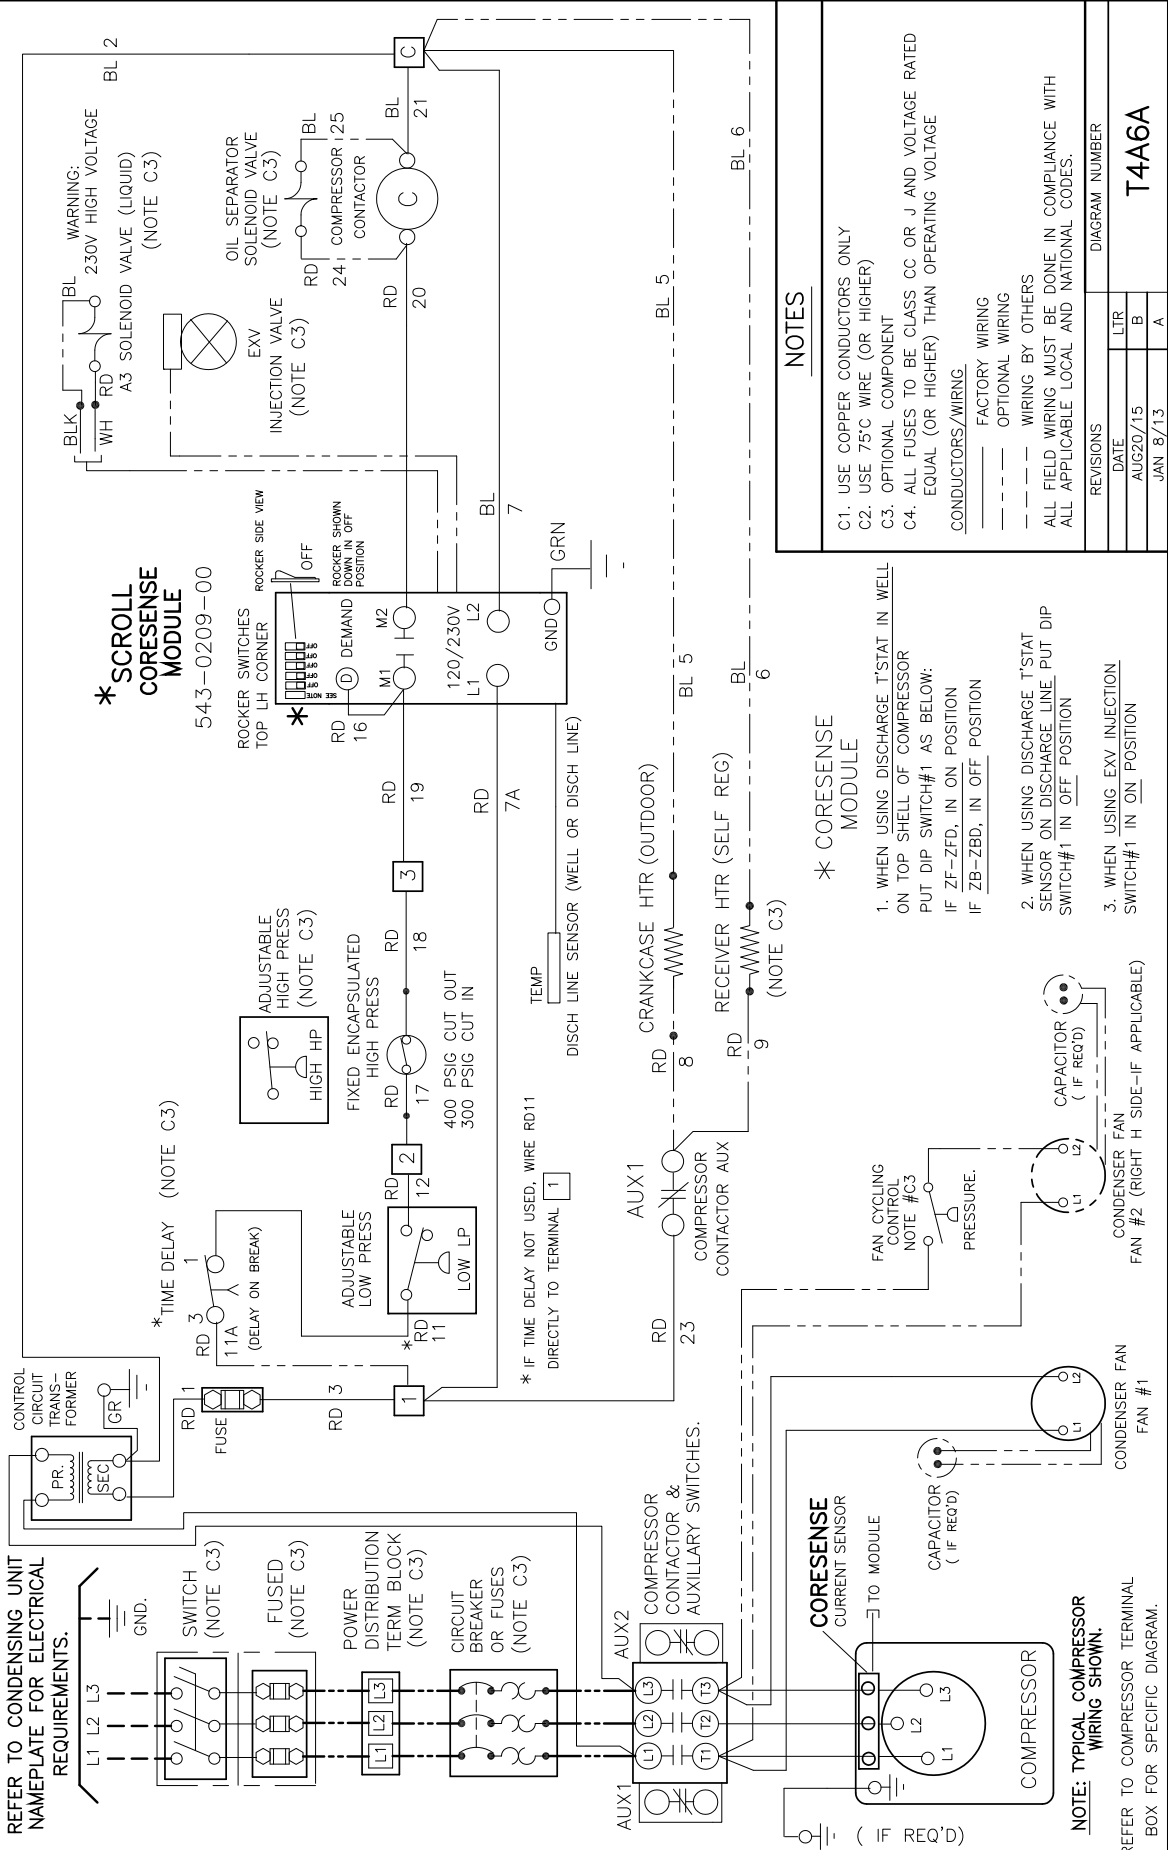 REFER TO CONDENSING UNIT
NAMEPLATE FOR ELECTRICAL
REQUIREMENTS.
L1
L2
L3
GND.
SWITCH
(NOTE C3)
FUSED
(NOTE C3)
POWER
DISTRIBUTION
TERM BLOCK
(NOTE C3)
L1
L2
L3
CIRCUIT
BREAKER
OR FUSES
(NOTE C3)
AUX1
AUX2
L1
L2
L3
T1
T2
T3
COMPRESSOR
CONTACTOR &
AUXILLARY SWITCHES.
( IF REQ'D)
CORESENSE
CURRENT SENSOR
TO MODULE
L1
L2
L3
COMPRESSOR
NOTE: TYPICAL COMPRESSOR
WIRING SHOWN.
REFER TO COMPRESSOR TERMINAL
BOX FOR SPECIFIC DIAGRAM.
CONTROL
CIRCUIT
TRANS-
FORMER
PR.
SEC
GR
RD 1
FUSE
RD 3
1
BL 2
*TIME DELAY (NOTE C3)
RD 3
1
11A
(DELAY ON BREAK)
ADJUSTABLE
LOW PRESS
LOW LP
*RD
11
RD
12
2
ADJUSTABLE
HIGH PRESS
(NOTE C3)
HIGH HP
FIXED ENCAPSULATED
HIGH PRESS
RD
17
RD
18
400 PSIG CUT OUT
300 PSIG CUT IN
3
* IF TIME DELAY NOT USED, WIRE RD11
DIRECTLY TO TERMINAL 1
RD
19
RD
7A
* SCROLL
CORESENSE
MODULE
543-0209-00
ROCKER SWITCHES
TOP LH CORNER
ROCKER SIDE VIEW
OFF
ROCKER SHOWN
DOWN IN OFF
POSITION
*
SEE NOTE
OFF
OFF
OFF
OFF
OFF
RD
16
D
DEMAND
M1
M2
120/230V
L1
L2
GND
GRN
BL
7
TEMP
DISCH LINE SENSOR (WELL OR DISCH LINE)
WARNING:
230V HIGH VOLTAGE
BLK
BL
WH
RD
A3 SOLENOID VALVE (LIQUID)
(NOTE C3)
EXV
INJECTION VALVE
(NOTE C3)
OIL SEPARATOR
SOLENOID VALVE
(NOTE C3)
RD
24
BL
25
COMPRESSOR
CONTACTOR
C
RD
20
BL
21
C
AUX1
RD
23
COMPRESSOR
CONTACTOR AUX
RD
8
CRANKCASE HTR (OUTDOOR)
BL 5
BL 5
RD
9
RECEIVER HTR (SELF REG)
(NOTE C3)
BL
6
BL 6
FAN CYCLING
CONTROL
NOTE #C3
PRESSURE.
CAPACITOR
( IF REQ'D)
L1
L2
CONDENSER FAN
FAN #1
CAPACITOR
( IF REQ'D)
L1
L2
CONDENSER FAN
FAN #2 (RIGHT H SIDE-IF APPLICABLE)
* CORESENSE
MODULE
1. WHEN USING DISCHARGE T'STAT IN WELL
ON TOP SHELL OF COMPRESSOR
PUT DIP SWITCH#1 AS BELOW:
IF ZF-ZFD, IN ON POSITION
IF ZB-ZBD, IN OFF POSITION
2. WHEN USING DISCHARGE T'STAT
SENSOR ON DISCHARGE LINE PUT DIP
SWITCH#1 IN OFF POSITION
3. WHEN USING EXV INJECTION
SWITCH#1 IN ON POSITION
NOTES
C1. USE COPPER CONDUCTORS ONLY
C2. USE 75°C WIRE (OR HIGHER)
C3. OPTIONAL COMPONENT
C4. ALL FUSES TO BE CLASS CC OR J AND VOLTAGE RATED
EQUAL (OR HIGHER) THAN OPERATING VOLTAGE
CONDUCTORS/WIRNG
FACTORY WIRING
OPTIONAL WIRING
WIRING BY OTHERS
ALL FIELD WIRING MUST BE DONE IN COMPLIANCE WITH
ALL APPLICABLE LOCAL AND NATIONAL CODES.
REVISIONS
DATE
LTR
AUG20/15
B
JAN 8/13
A
DIAGRAM NUMBER
T4A6A